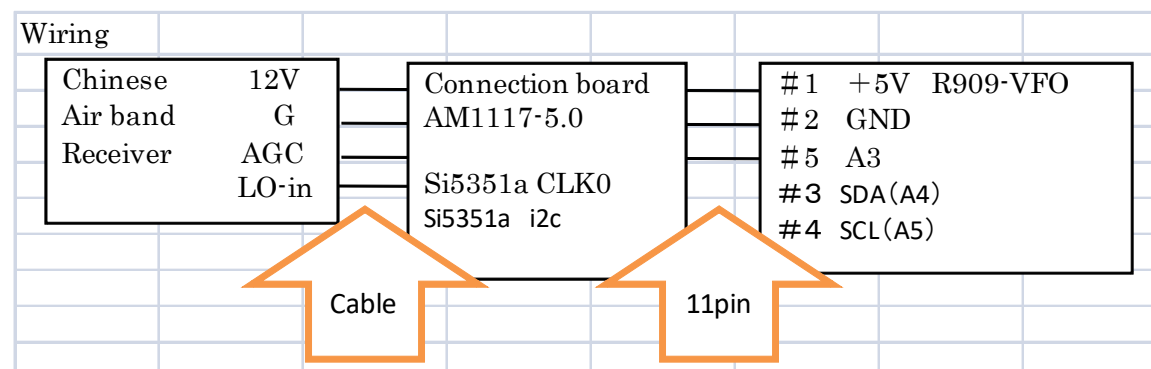 Wiring
Chinese 12V
Air band G
Receiver AGC
LO-in
Connection board
AM1117-5.0
Si5351a CLK0
Si5351a i2c
#1 +5V R909-VFO
#2 GND
#5 A3
#3 SDA(A4)
#4 SCL(A5)
Cable
11pin